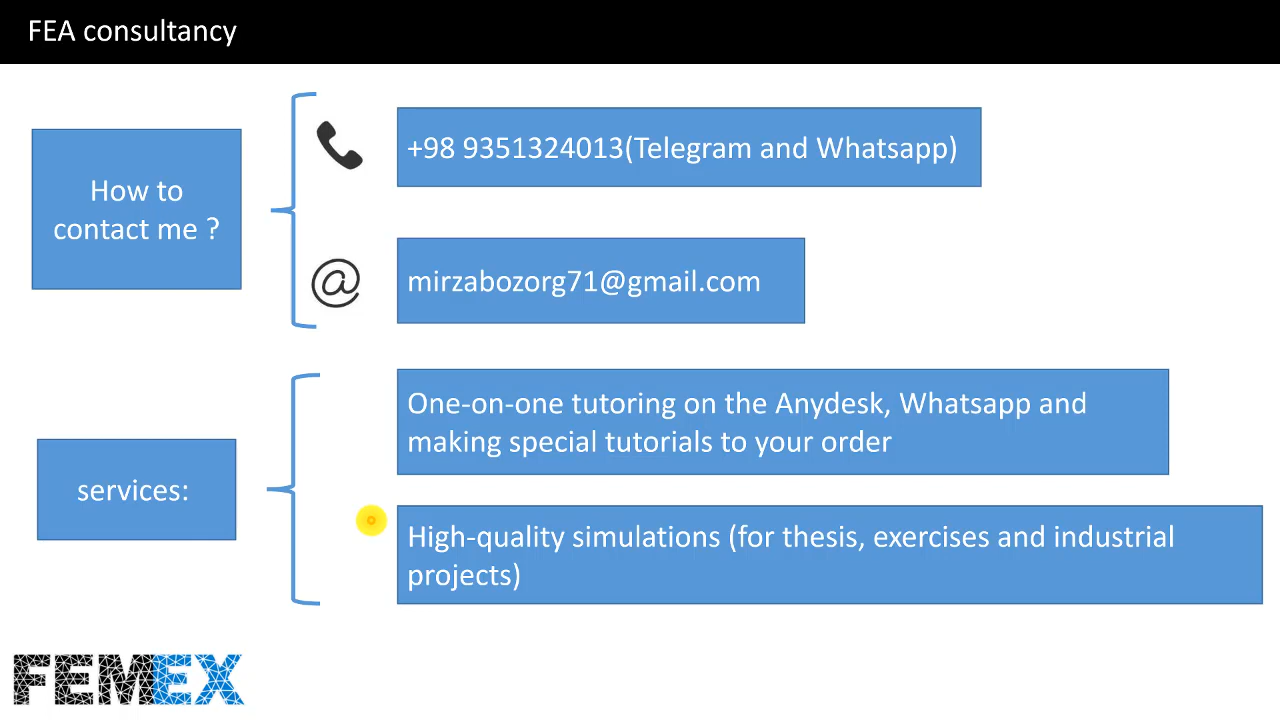 FEA consultancy
How to
contact me ?
+98 9351324013(Telegram and Whatsapp)
@
mirzabozorg71@gmail.com
services:
One-on-one tutoring on the Anydesk, Whatsapp and
making special tutorials to your order
High-quality simulations (for thesis, exercises and industrial
projects)
FEMEX